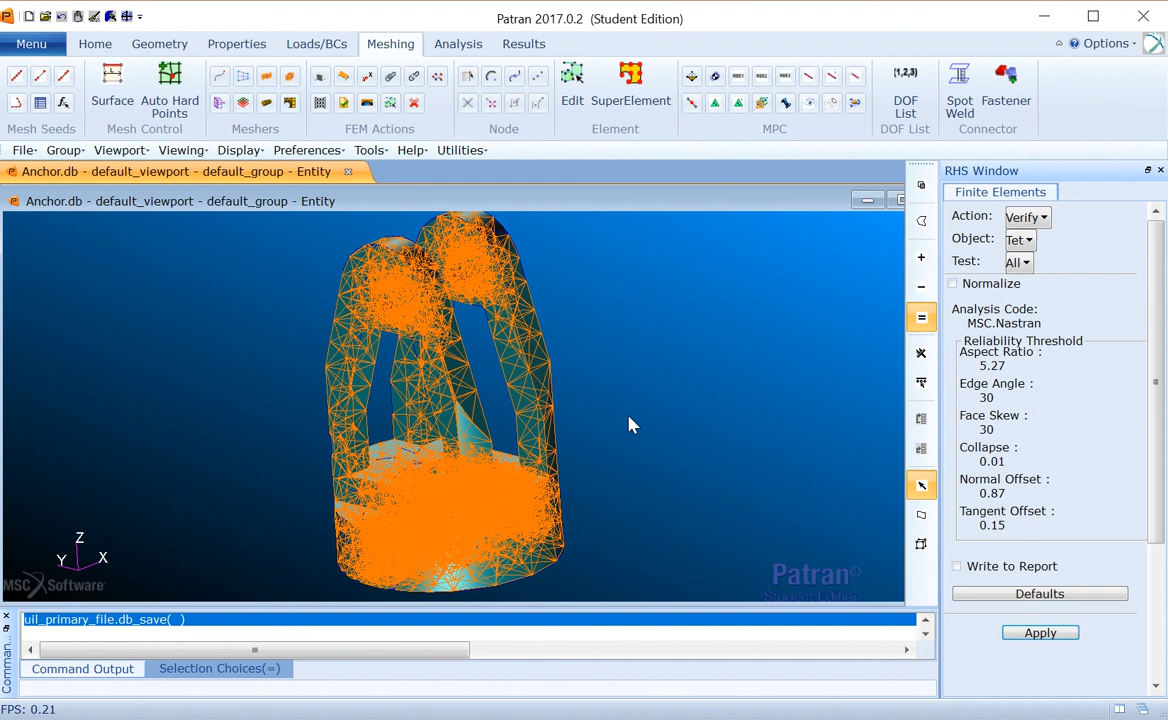 Patran 2017.0.2 (Student Edition)
Menu Home Geometry Properties Loads/BCs Meshing Analysis Results Options
Surface Auto Hard Points RBE1 RBE2 RBE3 Edit SuperElement [1,2,3] DOF List Spot Weld Fastener
Mesh Seeds Mesh Control Meshers FEM Actions Node Element MPC DOF List Connector
File Group Viewport Viewing Display Preferences Tools Help Utilities
Anchor.db - default_viewport - default_group - Entity
Anchor.db - default_viewport - default_group - Entity
RHS Window
Finite Elements
Action: Verify
Object: Tet
Test: All
Normalize
Analysis Code:
MSC.Nastran
Reliability Threshold
Aspect Ratio :
5.27
Edge Angle :
30
Face Skew :
30
Collapse :
0.01
Normal Offset :
0.87
Tangent Offset :
0.15
Write to Report
Defaults
Apply
Z
Y X
MSC Software
Patran
Student Edition
Comman...
uil_primary_file.db_save( )
Command Output Selection Choices(=)
FPS: 0.21